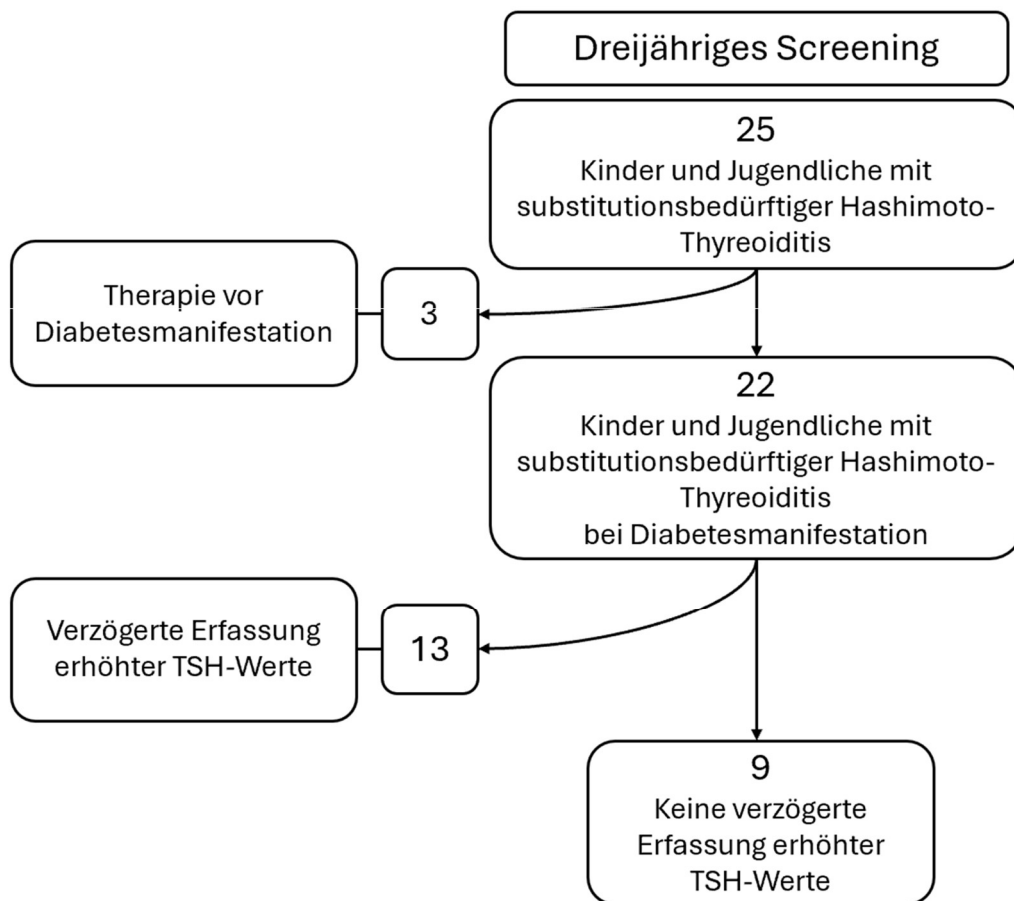 Dreijähriges Screening
25
Kinder und Jugendliche mit
substitutionsbedürftiger Hashimoto-
Thyreoiditis
Therapie vor
Diabetesmanifestation
3
22
Kinder und Jugendliche mit
substitutionsbedürftiger Hashimoto-
Thyreoiditis
bei Diabetesmanifestation
Verzögerte Erfassung
erhöhter TSH-Werte
13
9
Keine verzögerte
Erfassung erhöhter
TSH-Werte